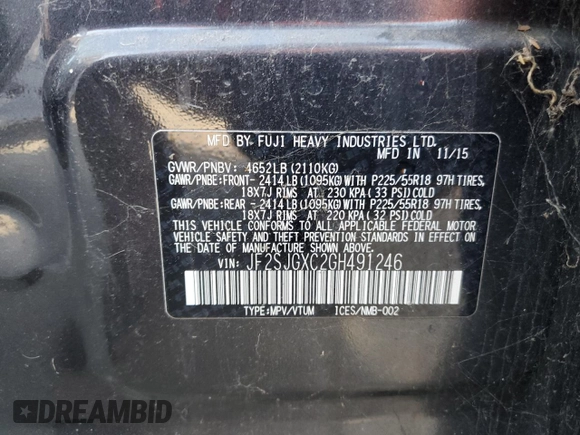 MFD BY FUJI HEAVY INDUSTRIES LTD.
MFD IN 11/15
GVWR/PNBV: 4652LB (2110KG)
GAWR/PNBE:FRONT-2414LB(1095KG)WITH P225/55R18 97H TIRES,
18X7J RIMS AT 230 KPA(33 PSI)COLD
GAWR/PNBE:REAR -2414LB(1095KG)WITH P225/55R18 97H TIRES,
18X7J RIMS AT 220 KPA(32 PSI)COLD
THIS VEHICLE CONFORMS TO ALL APPLICABLE FEDERAL MOTOR
VEHICLE SAFETY AND THEFT PREVENTION STANDARDS IN EFFECT ON
THE DATE OF MANUFACTURE SHOWN ABOVE.
VIN: JF2SJGXC2GH491246
TYPE:MPV/VTUM ICES/NMB-002
DREAMBID